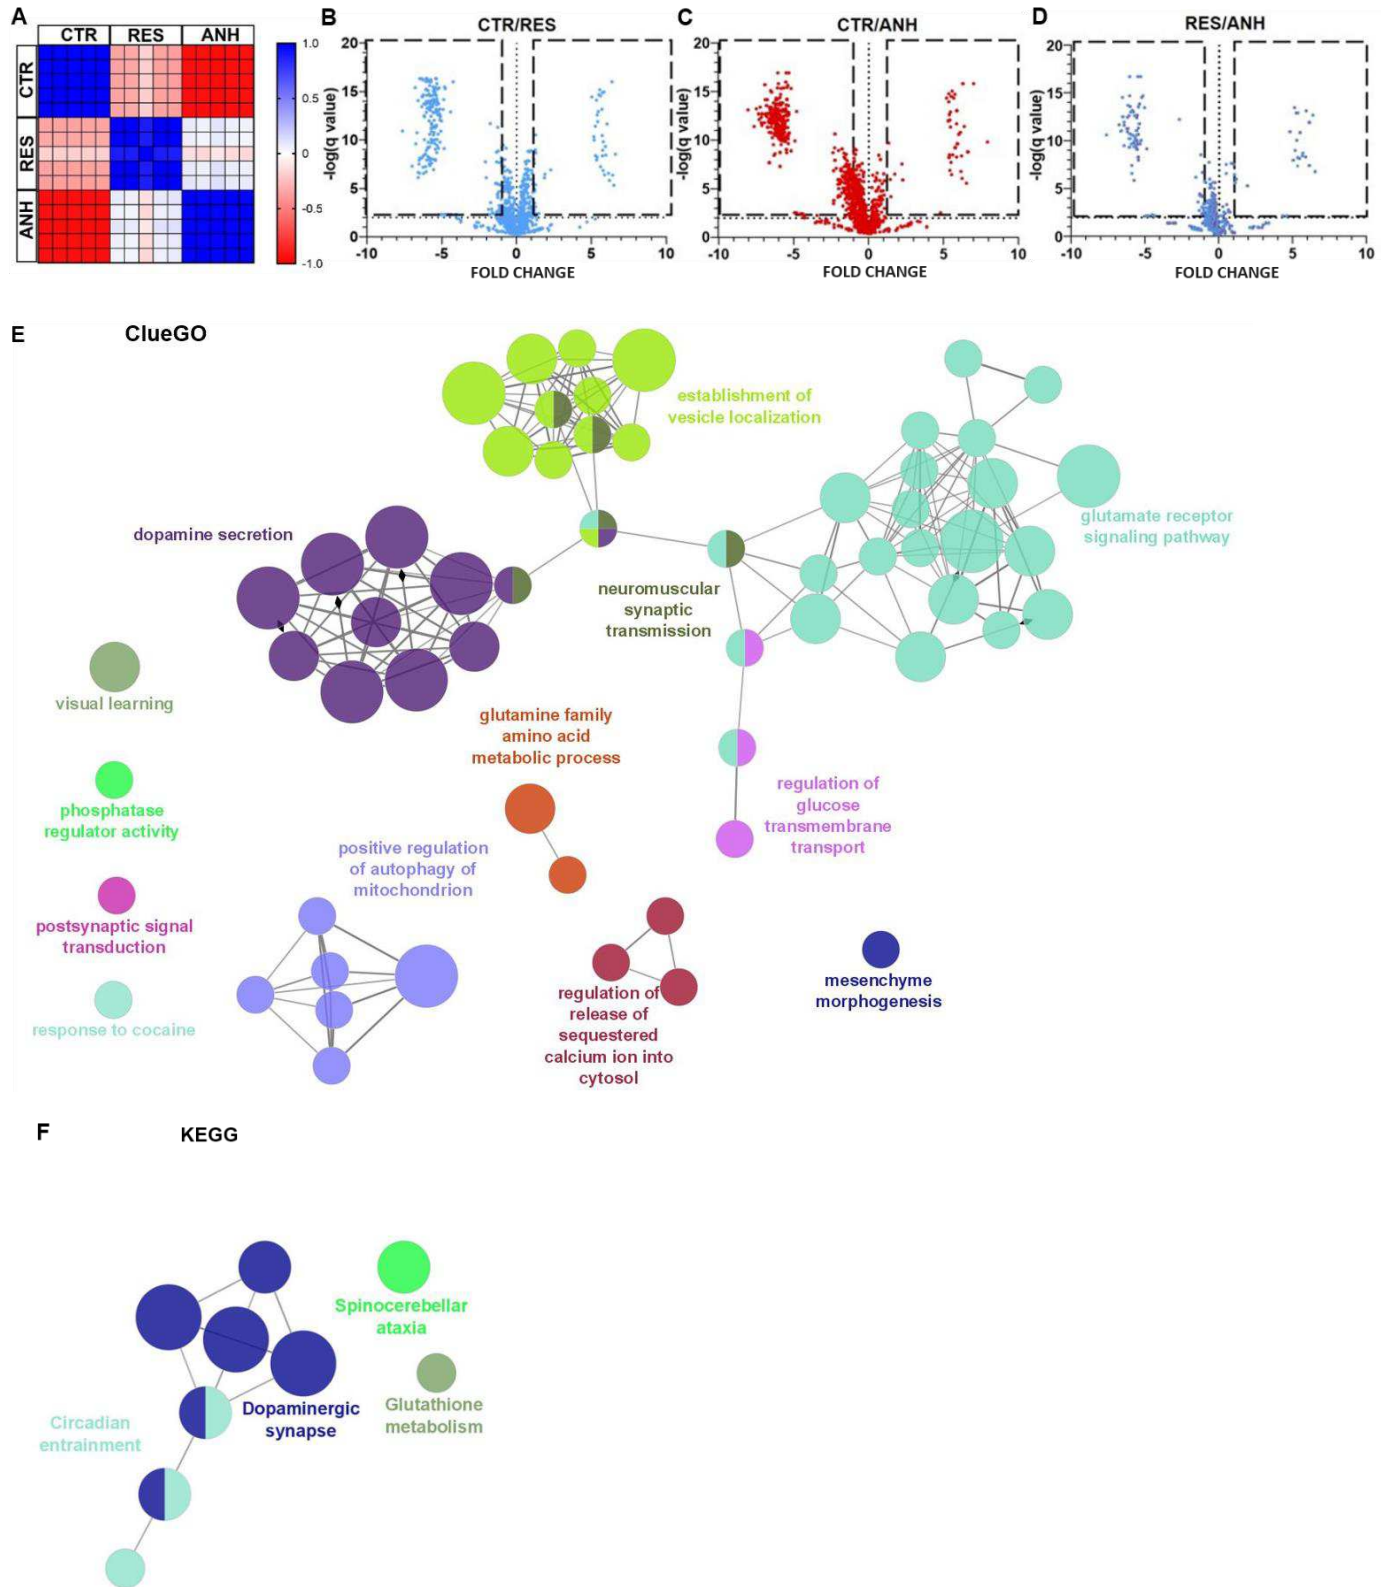 A
CTR RES ANH
CTR
RES
ANH
1.0
0.5
0
-0.5
-1.0
B
CTR/RES
-log(q value)
20
15
10
5
0
-10 -5 0 5 10
FOLD CHANGE
C
CTR/ANH
-log(q value)
20
15
10
5
0
-10 -5 0 5 10
FOLD CHANGE
D
RES/ANH
-log(q value)
20
15
10
5
0
-10 -5 0 5 10
FOLD CHANGE
E
ClueGO
establishment of
vesicle localization
dopamine secretion
glutamate receptor
signaling pathway
neuromuscular
synaptic
transmission
visual learning
glutamine family
amino acid
metabolic process
phosphatase
regulator activity
regulation of
glucose
transmembrane
transport
positive regulation
of autophagy of
mitochondrion
postsynaptic signal
transduction
response to cocaine
regulation of
release of
sequestered
calcium ion into
cytosol
mesenchyme
morphogenesis
F
KEGG
Spinocerebellar
ataxia
Dopaminergic
synapse
Glutathione
metabolism
Circadian
entrainment